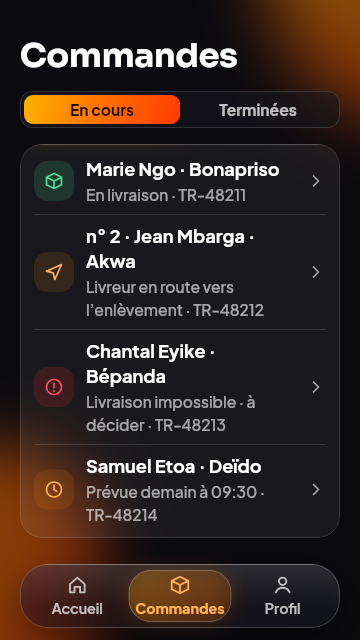 Commandes
En cours
Terminées
Marie Ngo · Bonapriso
En livraison · TR-48211
n° 2 · Jean Mbarga ·
Akwa
Livreur en route vers
l'enlèvement · TR-48212
Chantal Eyike ·
Bépanda
Livraison impossible · à
décider · TR-48213
Samuel Etoa · Deïdo
Prévue demain à 09:30 ·
TR-48214
Accueil
Commandes
Profil